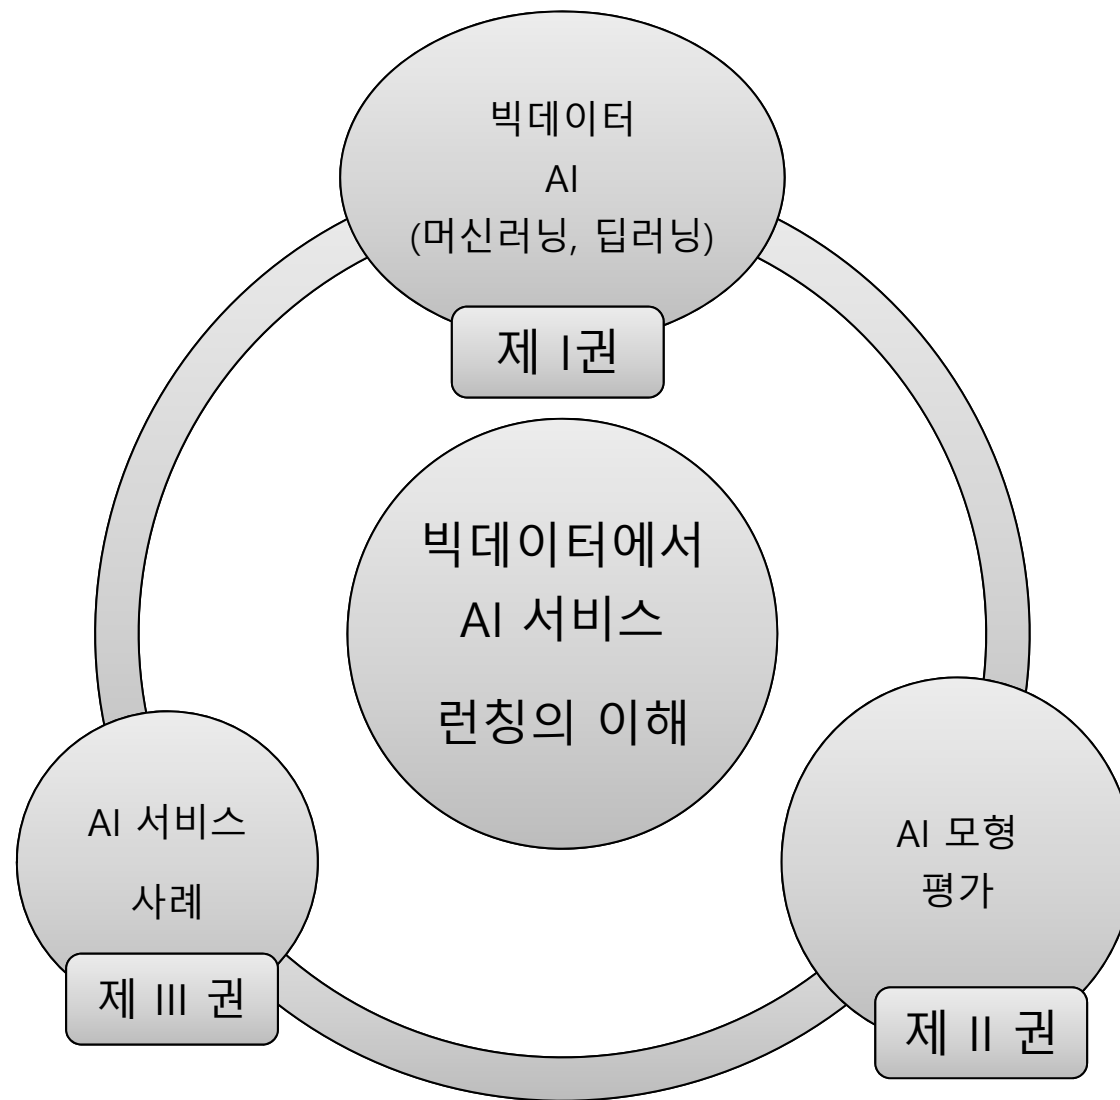 빅데이터
AI
(머신러닝, 딥러닝)
제 I권
빅데이터에서
AI 서비스
런칭의 이해
AI 서비스
사례
제 III 권
AI 모형
평가
제 II 권